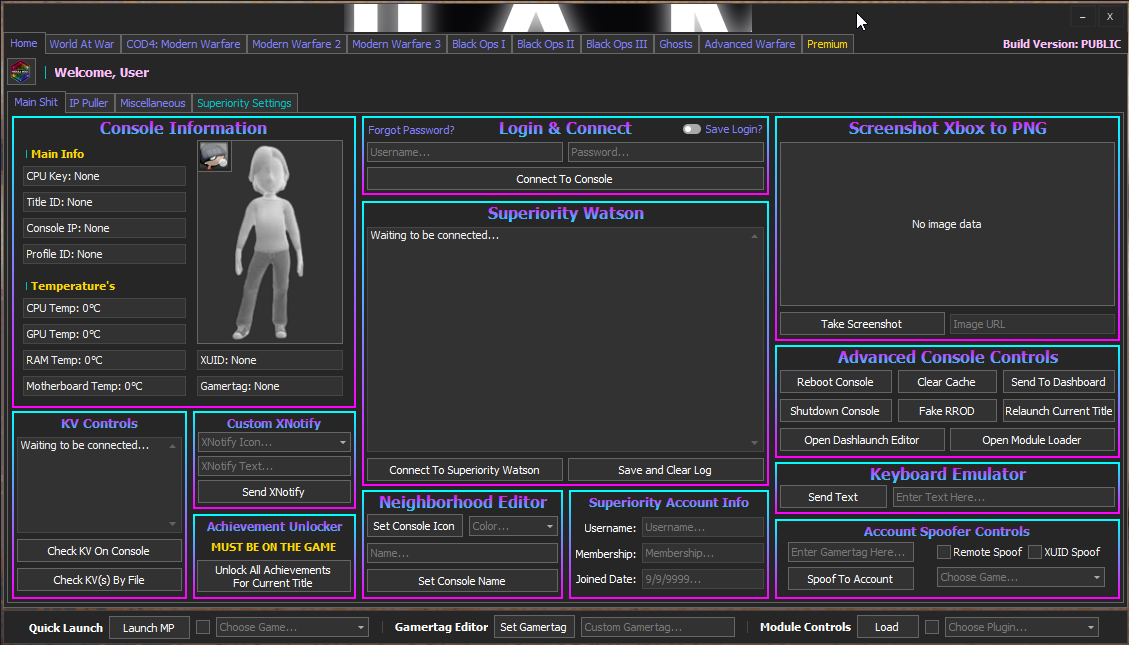 – X
Home World At War COD4: Modern Warfare Modern Warfare 2 Modern Warfare 3 Black Ops I Black Ops II Black Ops III Ghosts Advanced Warfare Premium
Build Version: PUBLIC
Welcome, User
Main Shit IP Puller Miscellaneous Superiority Settings
Console Information
Main Info
CPU Key: None
Title ID: None
Console IP: None
Profile ID: None
Temperature's
CPU Temp: 0°C
GPU Temp: 0°C
RAM Temp: 0°C
Motherboard Temp: 0°C
XUID: None
Gamertag: None
KV Controls
Waiting to be connected...
Check KV On Console
Check KV(s) By File
Custom XNotify
XNotify Icon...
XNotify Text...
Send XNotify
Achievement Unlocker
MUST BE ON THE GAME
Unlock All Achievements
For Current Title
Forgot Password?
Login & Connect
Save Login?
Username...
Password...
Connect To Console
Superiority Watson
Waiting to be connected...
Connect To Superiority Watson
Save and Clear Log
Neighborhood Editor
Set Console Icon
Color...
Name...
Set Console Name
Superiority Account Info
Username: Username...
Membership: Membership...
Joined Date: 9/9/9999...
Screenshot Xbox to PNG
No image data
Take Screenshot
Image URL
Advanced Console Controls
Reboot Console Clear Cache Send To Dashboard
Shutdown Console Fake RROD Relaunch Current Title
Open Dashlaunch Editor Open Module Loader
Keyboard Emulator
Send Text
Enter Text Here...
Account Spoofer Controls
Enter Gamertag Here...
Remote Spoof XUID Spoof
Spoof To Account
Choose Game...
Quick Launch Launch MP Choose Game... Gamertag Editor Set Gamertag Custom Gamertag... Module Controls Load Choose Plugin...